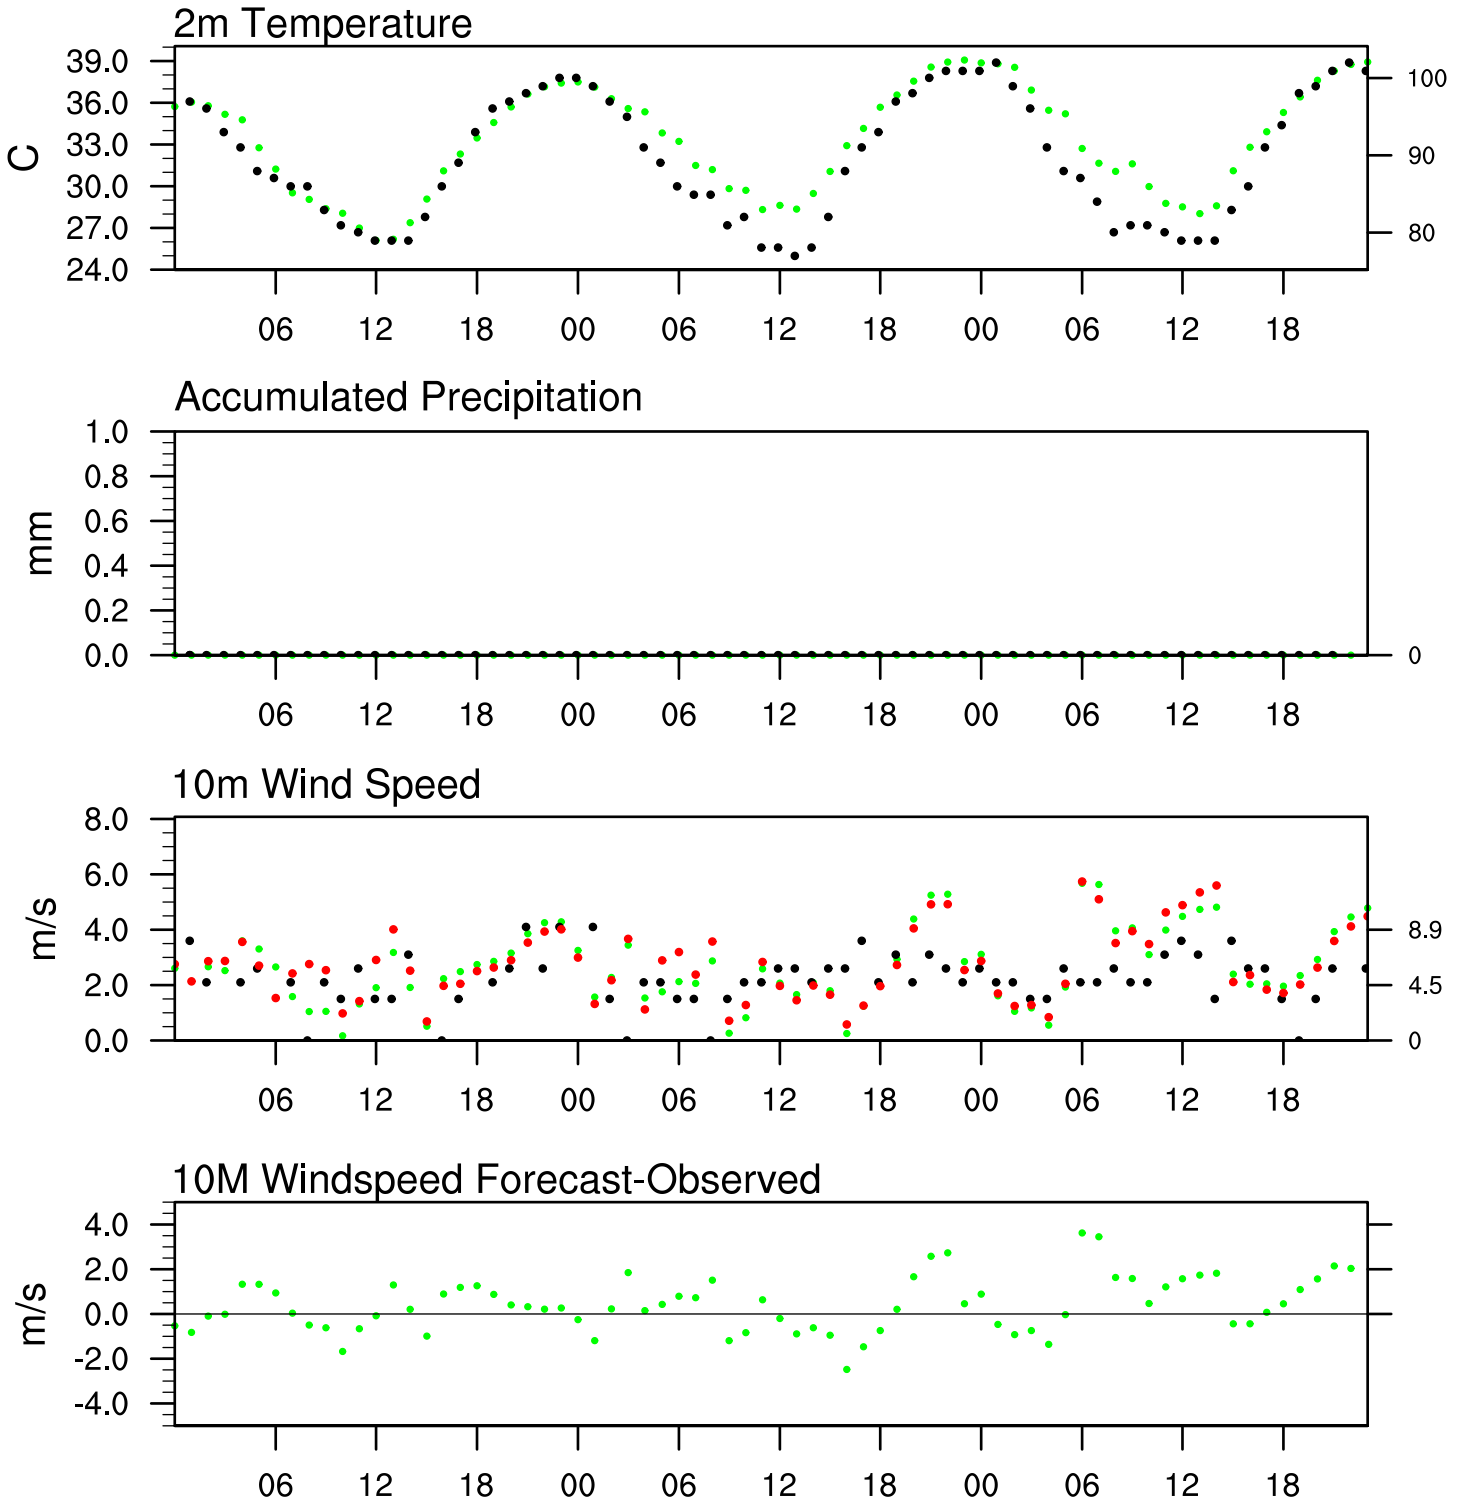 2m Temperature
39.0
36.0
33.0
30.0
27.0
24.0
C
100
90
80
06 12 18 00 06 12 18 00 06 12 18
Accumulated Precipitation
1.0
0.8
0.6
0.4
0.2
0.0
mm
0
06 12 18 00 06 12 18 00 06 12 18
10m Wind Speed
8.0
6.0
4.0
2.0
0.0
m/s
8.9
4.5
0
06 12 18 00 06 12 18 00 06 12 18
10M Windspeed Forecast-Observed
4.0
2.0
0.0
-2.0
-4.0
m/s
06 12 18 00 06 12 18 00 06 12 18